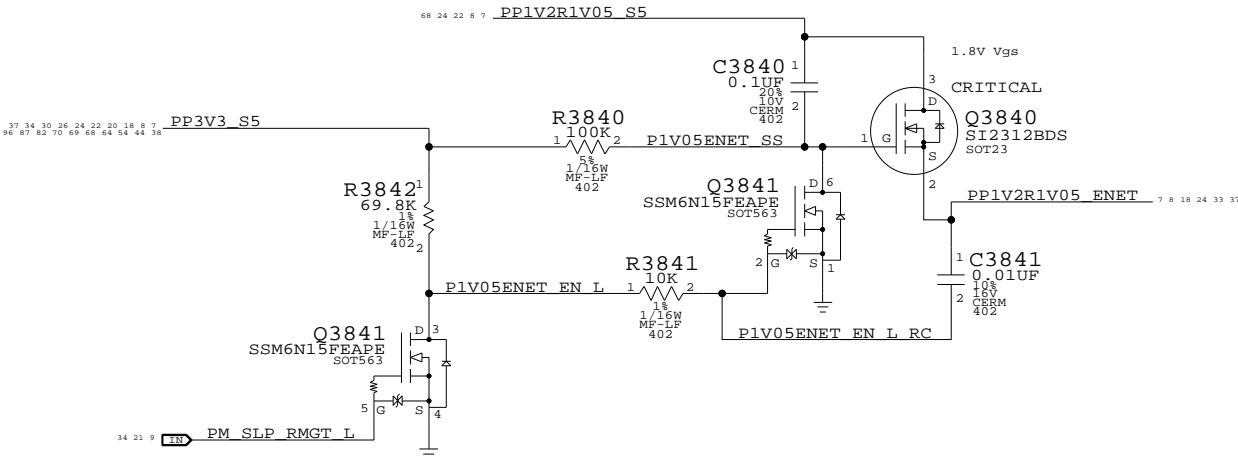 68 24 22 8 7 PP1V2R1V05_S5
1.8V Vgs
C3840
0.1UF
20%
10V
CERM
402
1
2
3
D
CRITICAL
Q3840
SI2312BDS
SOT23
1
G
S
2
37 34 30 26 24 22 20 18 8 7
96 87 82 70 69 68 64 54 44 38
PP3V3_S5
R3840
100K
1 2
5%
1/16W
MF-LF
402
P1V05ENET_SS
Q3841
SSM6N15FEAPE
SOT563
D 6
2 G S 1
PP1V2R1V05_ENET
7 8 18 24 33 37
R3842
69.8K
1%
1/16W
MF-LF
402
1
2
C3841
0.01UF
10%
16V
CERM
402
1
2
P1V05ENET_EN_L
R3841
10K
1 2
1%
1/16W
MF-LF
402
P1V05ENET_EN_L_RC
Q3841
SSM6N15FEAPE
SOT563
D 3
5 G S 4
34 21 9 IN PM_SLP_RMGT_L